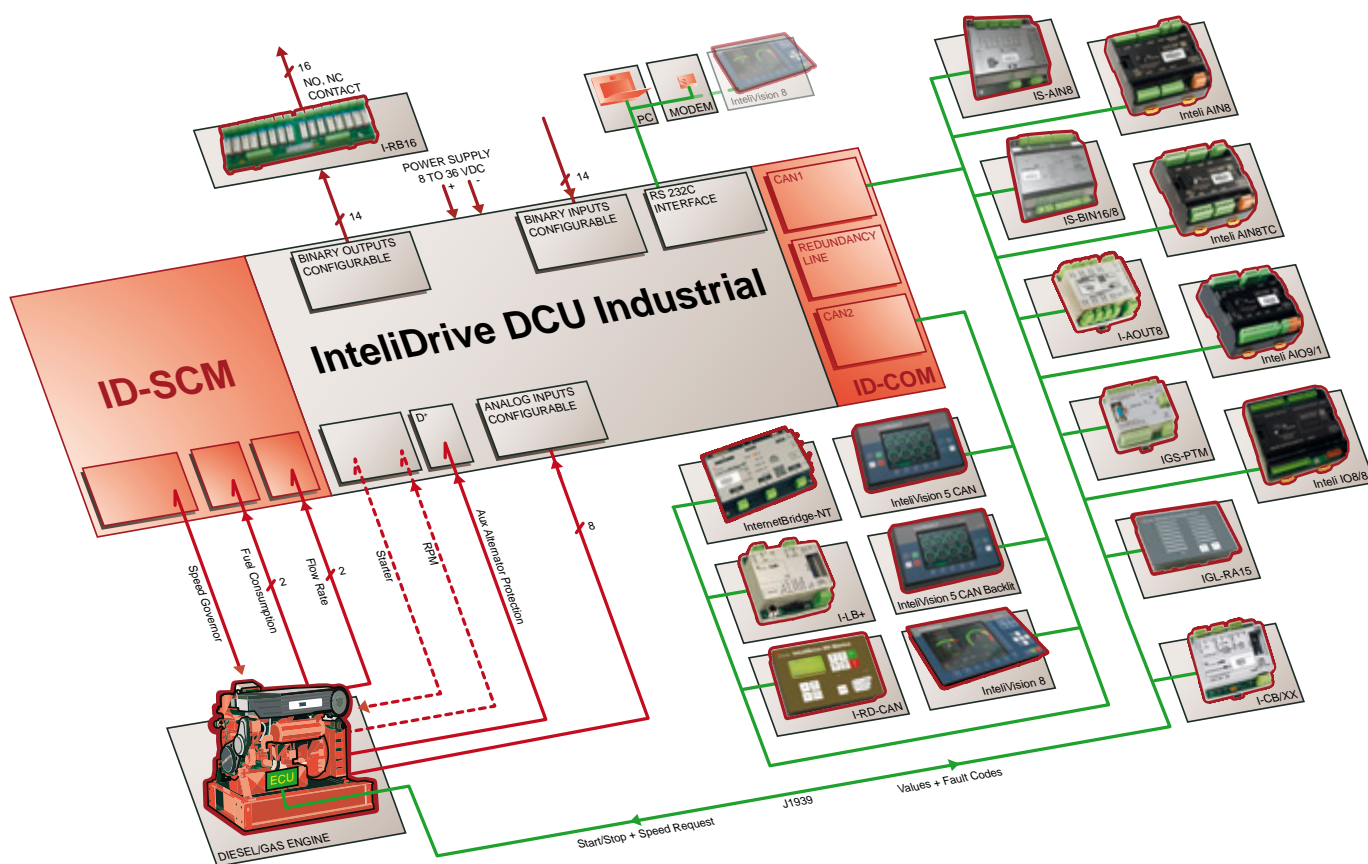 16
NO, NC
CONTACT
I-RB16
14
POWER SUPPLY
8 TO 36 VDC
+ -
14
PC
MODEM
InteliVision 8
BINARY OUTPUTS
CONFIGURABLE
BINARY INPUTS
CONFIGURABLE
RS 232C
INTERFACE
CAN1
REDUNDANCY
LINE
CAN2
ID-COM
InteliDrive DCU Industrial
ID-SCM
D+
ANALOG INPUTS
CONFIGURABLE
IS-AIN8
Inteli AIN8
IS-BIN16/8
Inteli AIN8TC
I-AOUT8
Inteli AIO9/1
IGS-PTM
Inteli IO8/8
IGL-RA15
I-CB/XX
InternetBridge-NT
InteliVision 5 CAN
I-LB+
InteliVision 5 CAN Backlit
I-RD-CAN
InteliVision 8
Speed Governor
Fuel Consumption
2
Flow Rate
2
Starter
RPM
Aux Alternator Protection
8
ECU
DIESEL/GAS ENGINE
Start/Stop + Speed Request
J1939
Values + Fault Codes